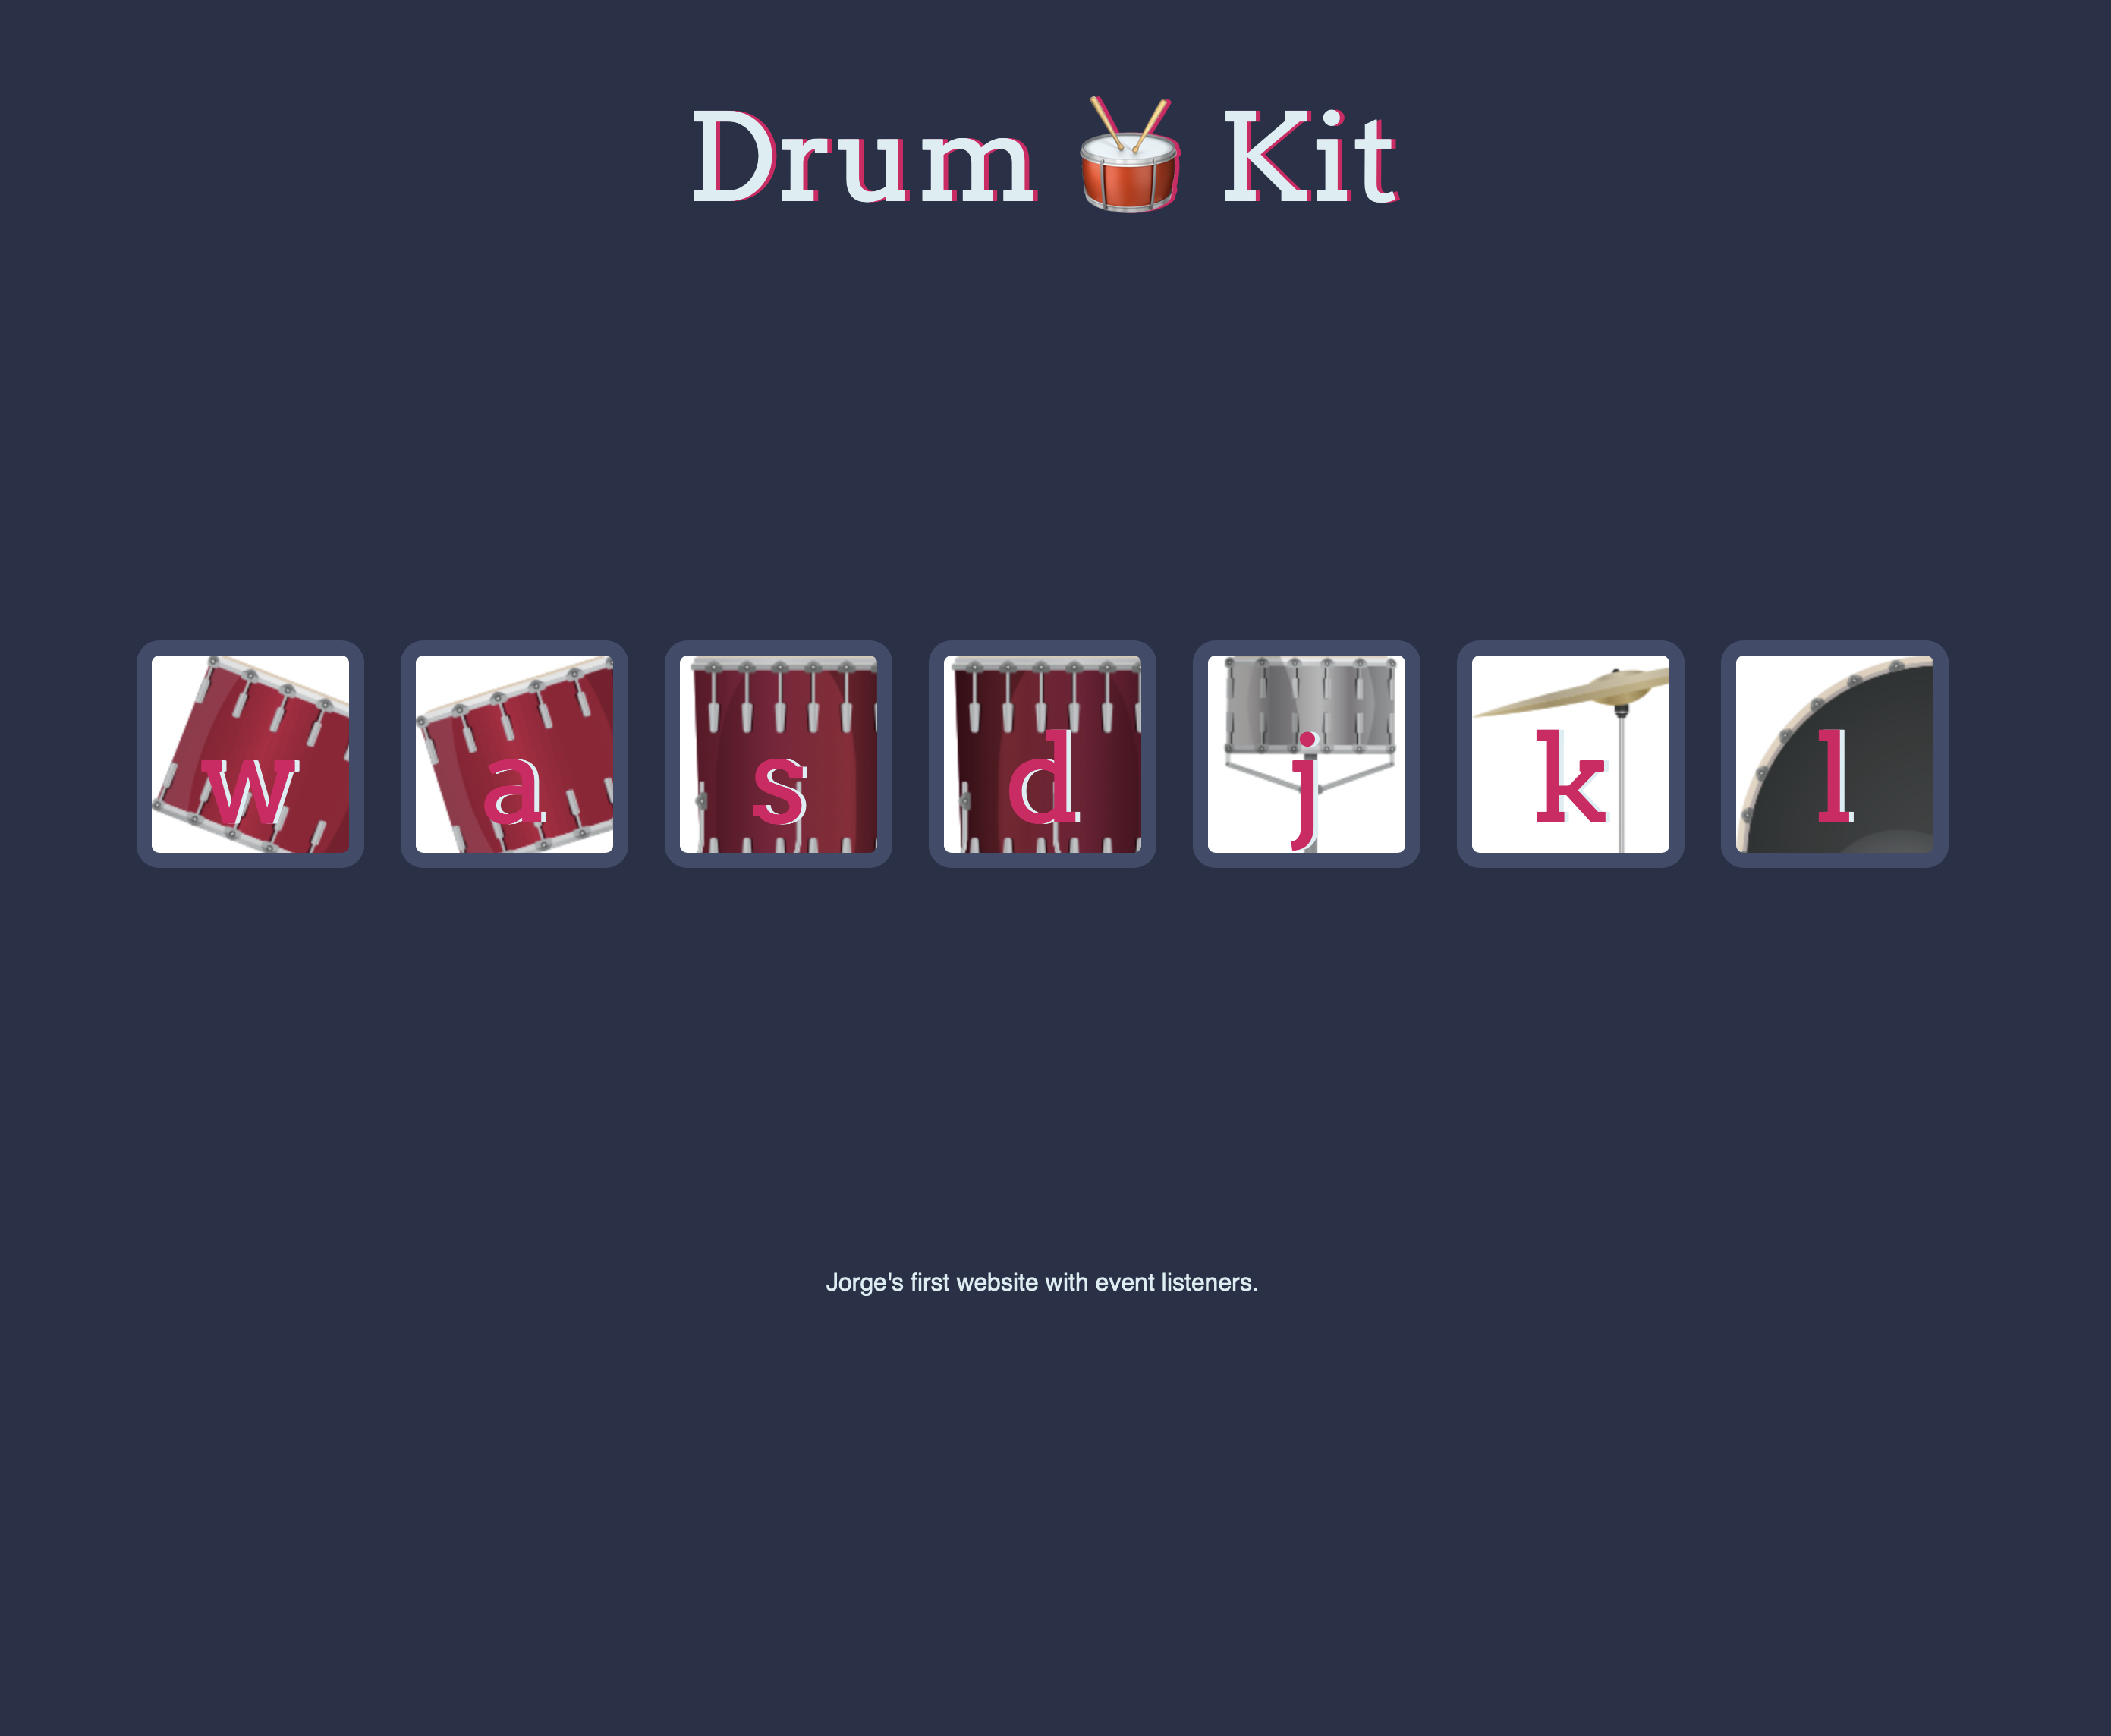 Drum 🥁 Kit
w a s d j k l
Jorge's first website with event listeners.